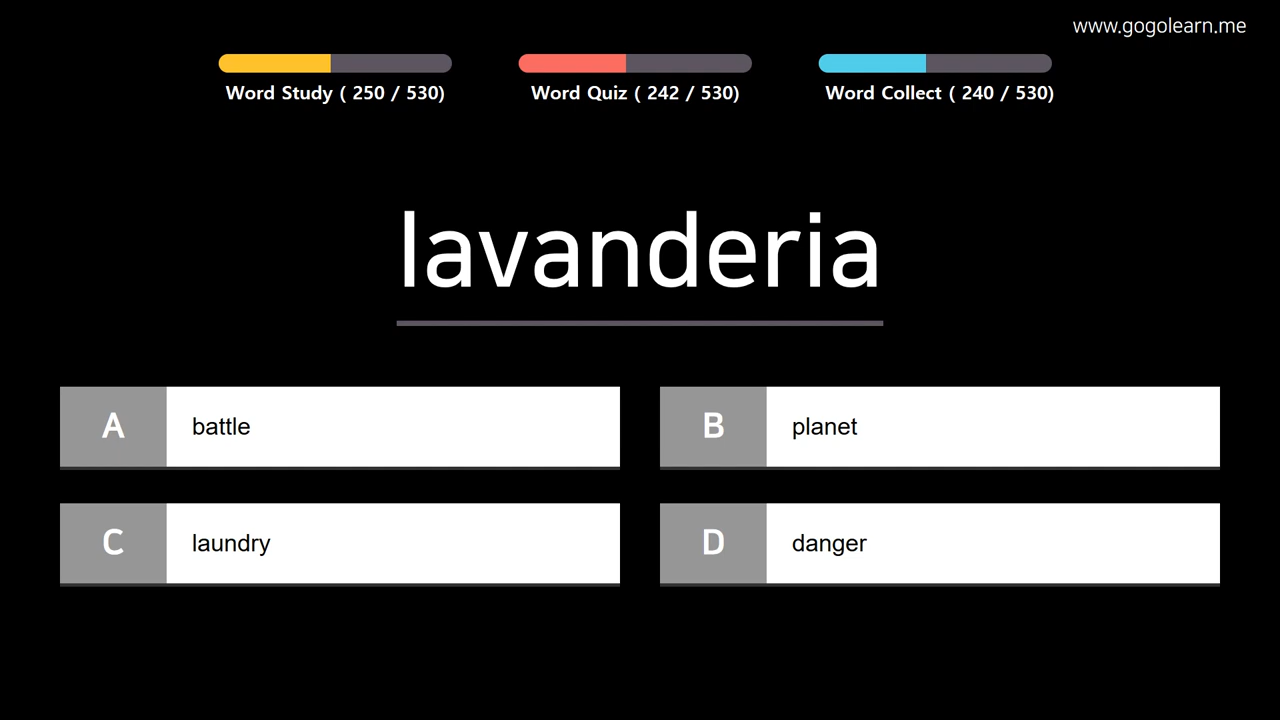 www.gogolearn.me
Word Study ( 250 / 530)
Word Quiz ( 242 / 530)
Word Collect ( 240 / 530)
lavanderia
A battle
B planet
C laundry
D danger